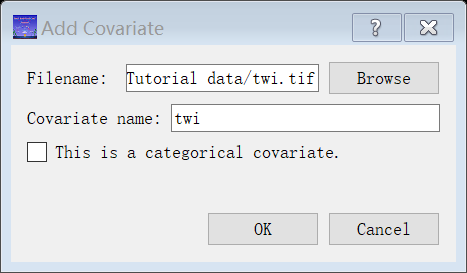 Add Covariate
Filename: Tutorial data/twi.tif Browse
Covariate name: twi
This is a categorical covariate.
OK Cancel